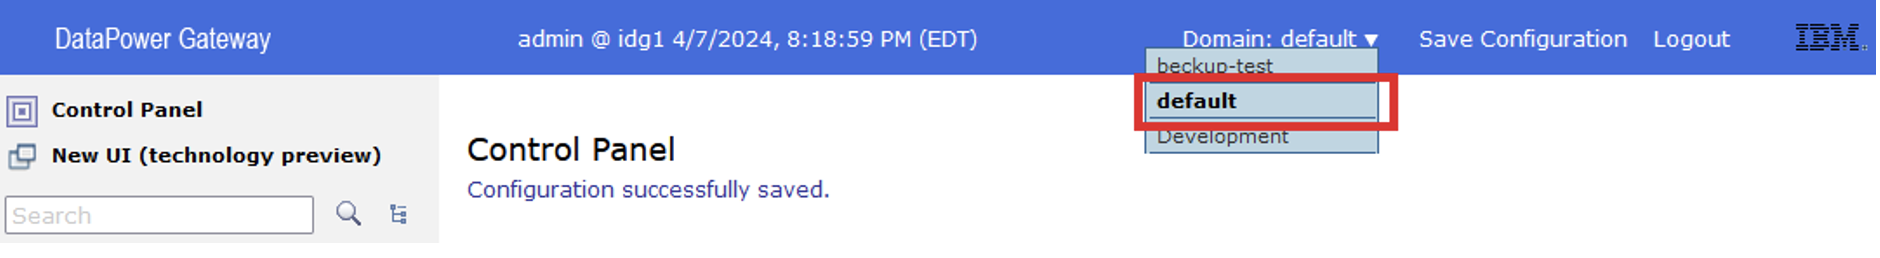 DataPower Gateway
admin @ idg1 4/7/2024, 8:18:59 PM (EDT)
Domain: default ▼
Save Configuration
Logout
IBM.
beckup-test
default
Development
Control Panel
New UI (technology preview)
Search
Control Panel
Configuration successfully saved.